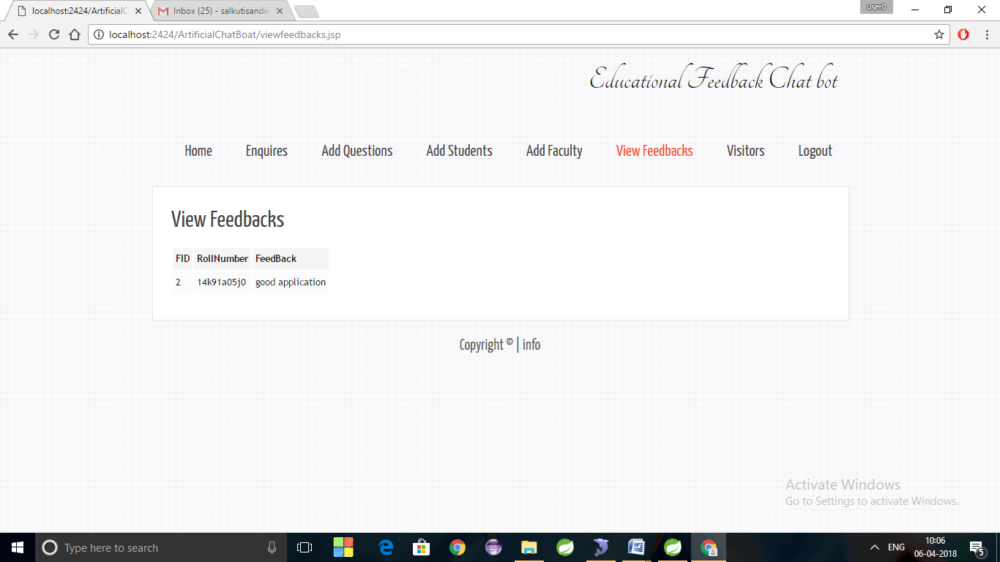 localhost:2424/ArtificialC
Inbox (25) - salkutisandee
user0
localhost:2424/ArtificialChatBoat/viewfeedbacks.jsp
Educational Feedback Chat bot
Home Enquires Add Questions Add Students Add Faculty View Feedbacks Visitors Logout
View Feedbacks
FID RollNumber FeedBack
2 14k91a05j0 good application
Copyright © | info
Activate Windows
Go to Settings to activate Windows.
Type here to search
ENG
10:06
06-04-2018
5